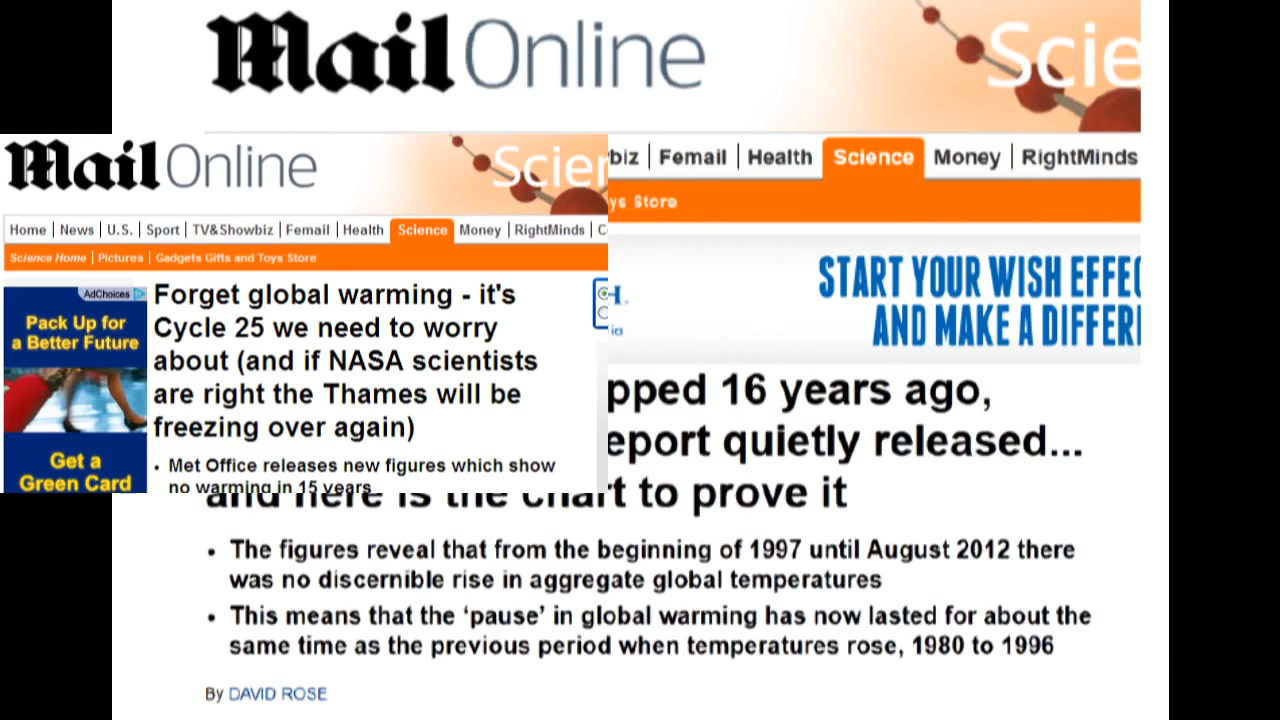 Mail Online
Scie
biz | Femail | Health | Science | Money | RightMinds
ys Store
START YOUR WISH EFFEC
AND MAKE A DIFFERE
pped 16 years ago,
eport quietly released...
and here is the chart to prove it
• The figures reveal that from the beginning of 1997 until August 2012 there
was no discernible rise in aggregate global temperatures
• This means that the ‘pause’ in global warming has now lasted for about the
same time as the previous period when temperatures rose, 1980 to 1996
By DAVID ROSE
Mail Online
Scien
Home | News | U.S. | Sport | TV&Showbiz | Femail | Health | Science | Money | RightMinds | C
Science Home | Pictures | Gadgets Gifts and Toys Store
AdChoices
Pack Up for
a Better Future
Get a
Green Card
Forget global warming - it's
Cycle 25 we need to worry
about (and if NASA scientists
are right the Thames will be
freezing over again)
• Met Office releases new figures which show
no warming in 15 years